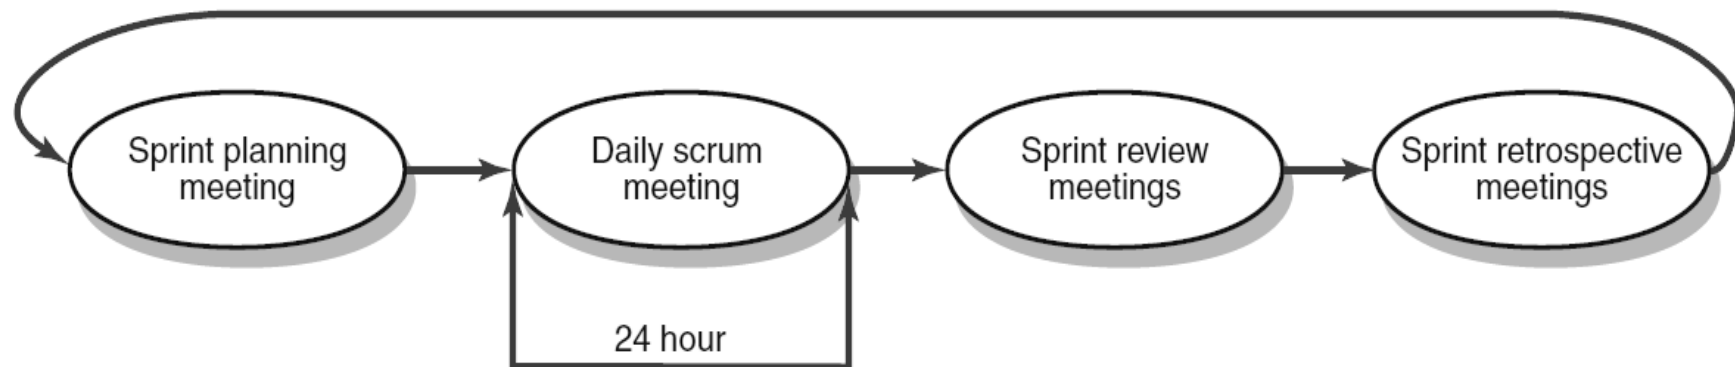 Sprint planning
meeting
Daily scrum
meeting
Sprint review
meetings
Sprint retrospective
meetings
24 hour